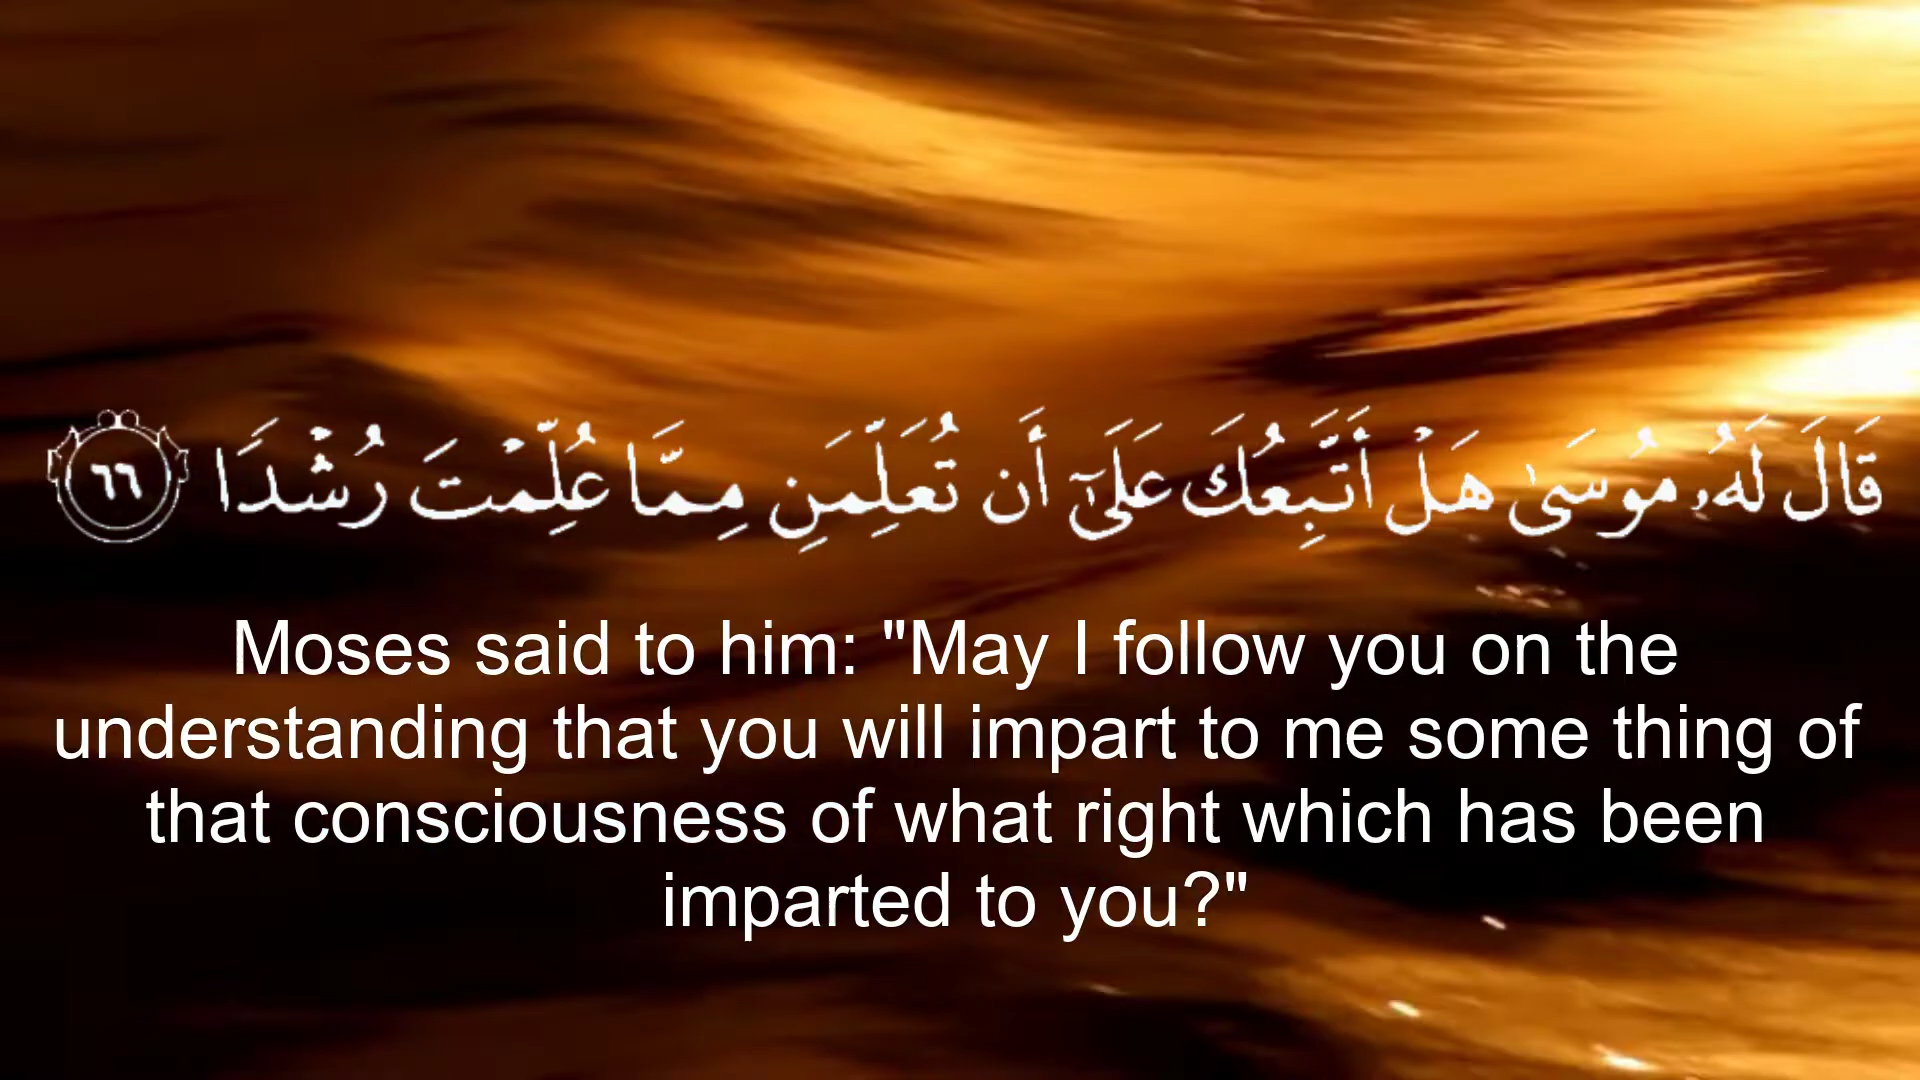 قَالَ لَهُۥ مُوسَىٰ هَلْ أَتَّبِعُكَ عَلَىٰٓ أَن تُعَلِّمَنِ مِمَّا عُلِّمْتَ رُشْدًا ٦٦
Moses said to him: "May I follow you on the
understanding that you will impart to me some thing of
that consciousness of what right which has been
imparted to you?"